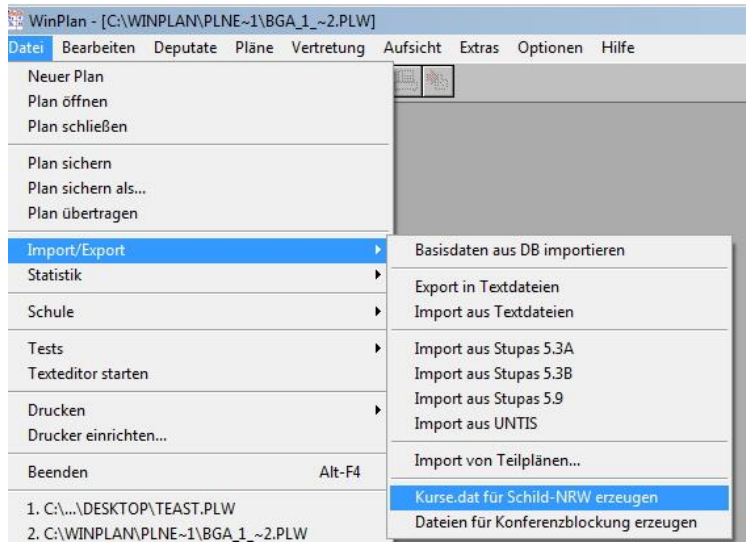 WinPlan - [C:\WINPLAN\PLNE~1\BGA_1_~2.PLW]
Datei Bearbeiten Deputate Pläne Vertretung Aufsicht Extras Optionen Hilfe
Neuer Plan
Plan öffnen
Plan schließen
Plan sichern
Plan sichern als...
Plan übertragen
Import/Export
Statistik
Schule
Tests
Texteditor starten
Drucken
Drucker einrichten...
Beenden Alt-F4
1. C:\...\DESKTOP\TEAST.PLW
2. C:\WINPLAN\PLNE~1\BGA_1_~2.PLW
Basisdaten aus DB importieren
Export in Textdateien
Import aus Textdateien
Import aus Stupas 5.3A
Import aus Stupas 5.3B
Import aus Stupas 5.9
Import aus UNTIS
Import von Teilplänen...
Kurse.dat für Schild-NRW erzeugen
Dateien für Konferenzblockung erzeugen